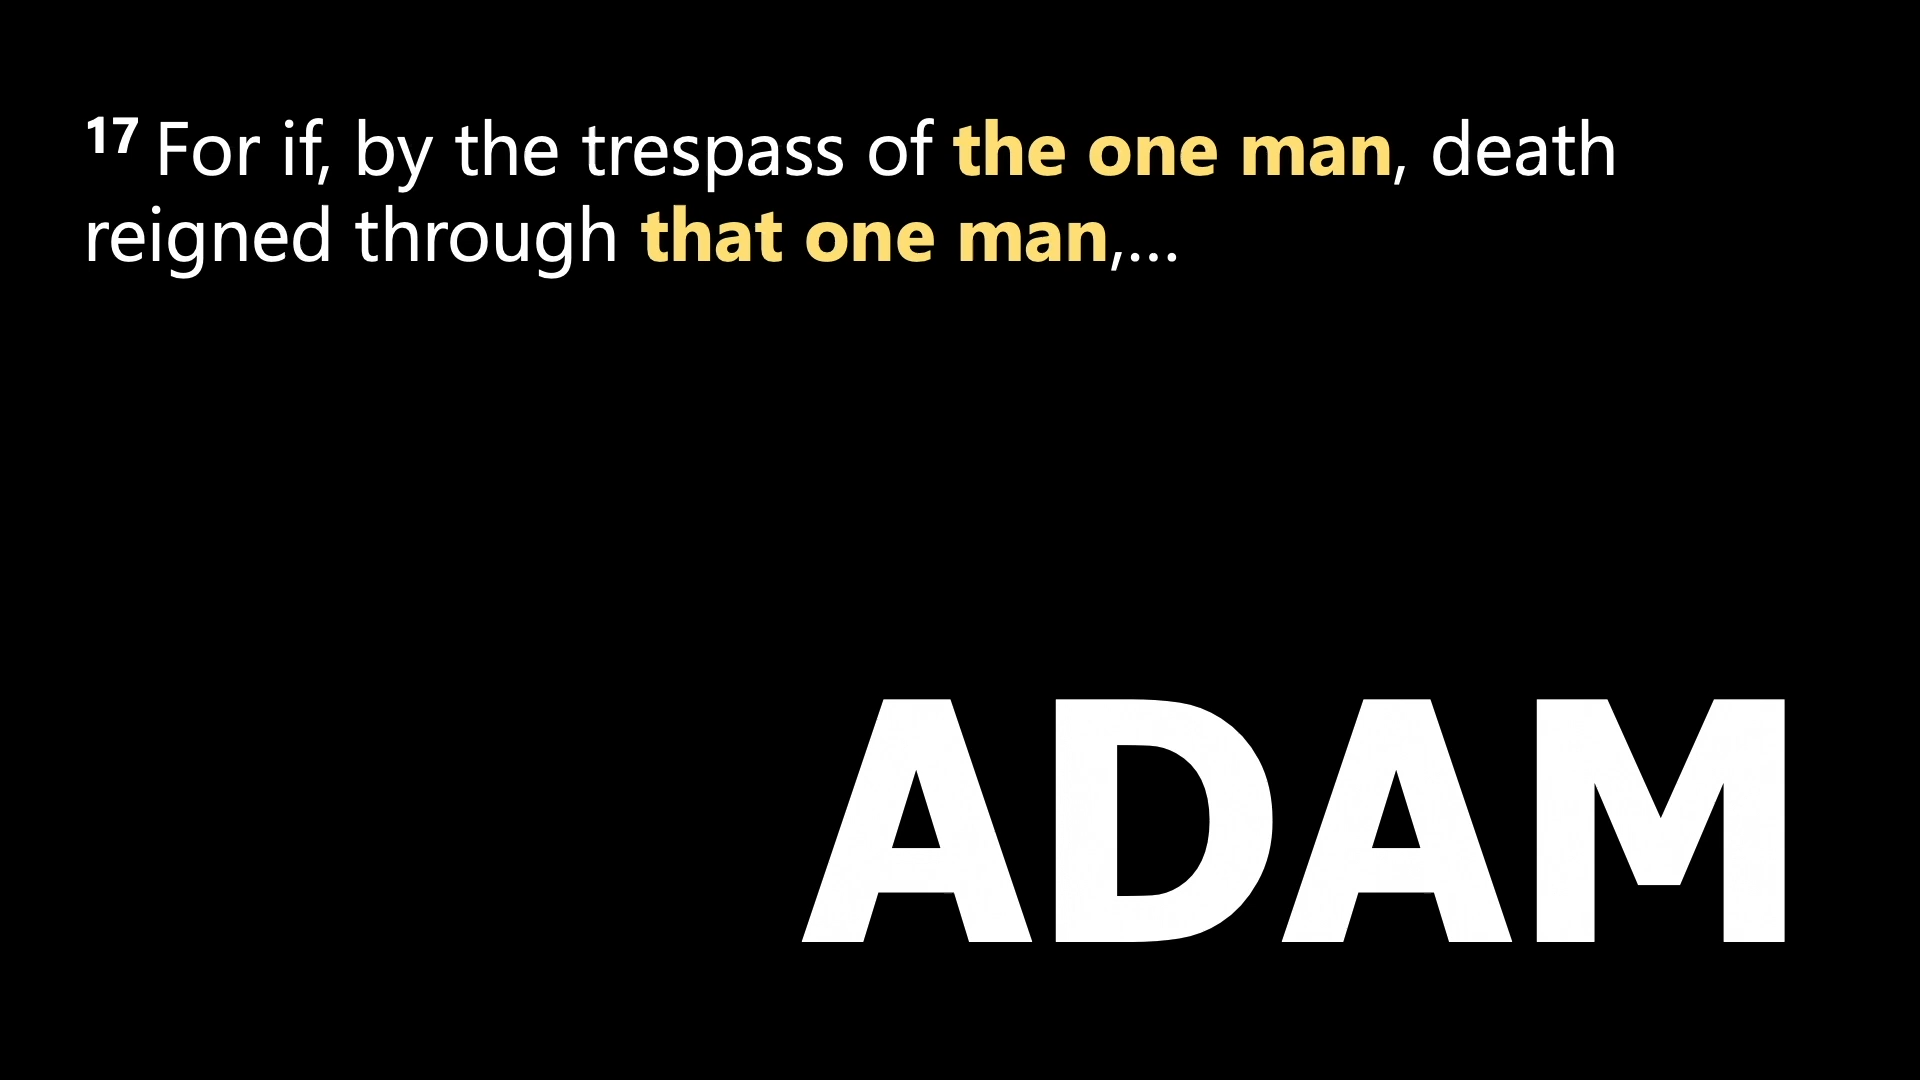 17 For if, by the trespass of the one man, death
reigned through that one man,...
ADAM